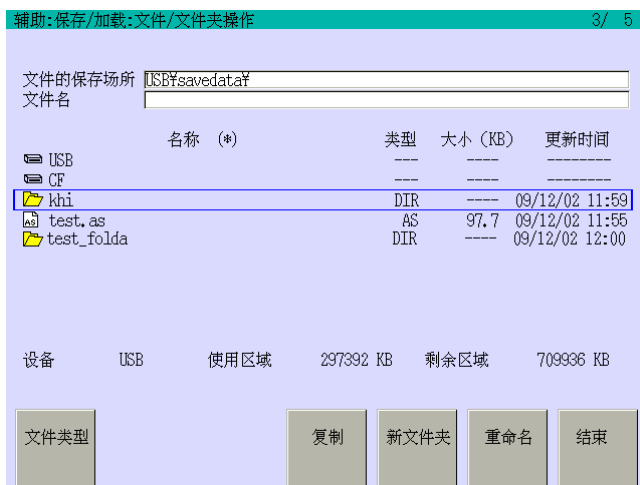 辅助:保存/加载:文件/文件夹操作 3/ 5
文件的保存场所 USB¥savedata¥
文件名
名称 (*) 类型 大小 (KB) 更新时间
USB --- ---- --------
CF --- ---- --------
khi DIR ---- 09/12/02 11:59
AS test.as AS 97.7 09/12/02 11:55
test_folda DIR ---- 09/12/02 12:00
设备 USB 使用区域 297392 KB 剩余区域 709936 KB
文件类型 复制 新文件夹 重命名 结束